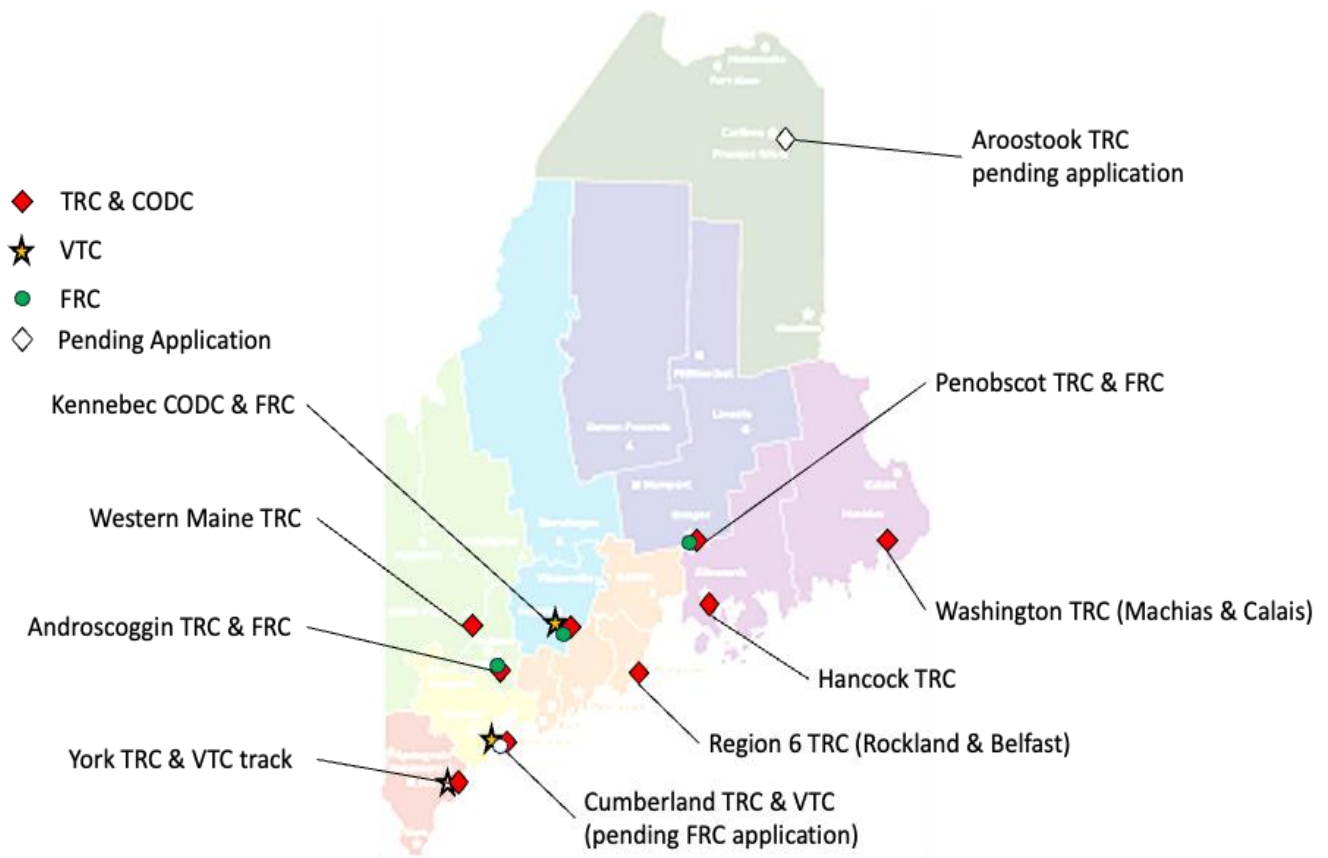 Aroostook TRC
pending application
TRC & CODC
VTC
FRC
Pending Application
Kennebec CODC & FRC
Penobscot TRC & FRC
Western Maine TRC
Androscoggin TRC & FRC
Washington TRC (Machias & Calais)
Hancock TRC
Region 6 TRC (Rockland & Belfast)
York TRC & VTC track
Cumberland TRC & VTC
(pending FRC application)